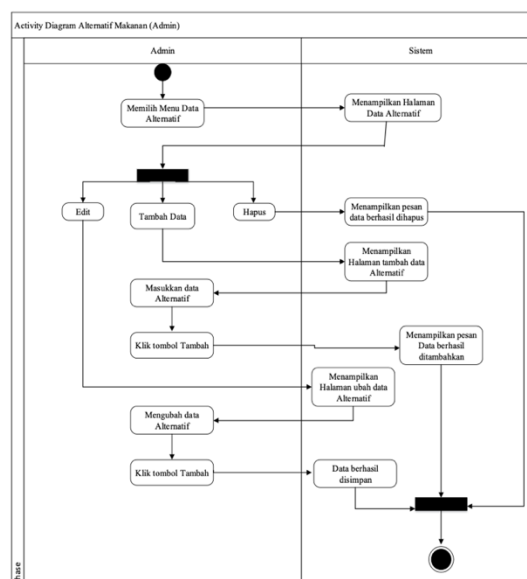 Activity Diagram Alternatif Makanan (Admin)
Admin
Sistem
Memilih Menu Data
Alternatif
Menampilkan Halaman
Data Alternatif
Edit
Tambah Data
Hapus
Menampilkan pesan
data berhasil dihapus
Menampilkan
Halaman tambah data
Alternatif
Masukkan data
Alternatif
Klik tombol Tambah
Menampilkan pesan
Data berhasil
ditambahkan
Menampilkan
Halaman ubah data
Alternatif
Mengubah data
Alternatif
Klik tombol Tambah
Data berhasil
disimpan
hase